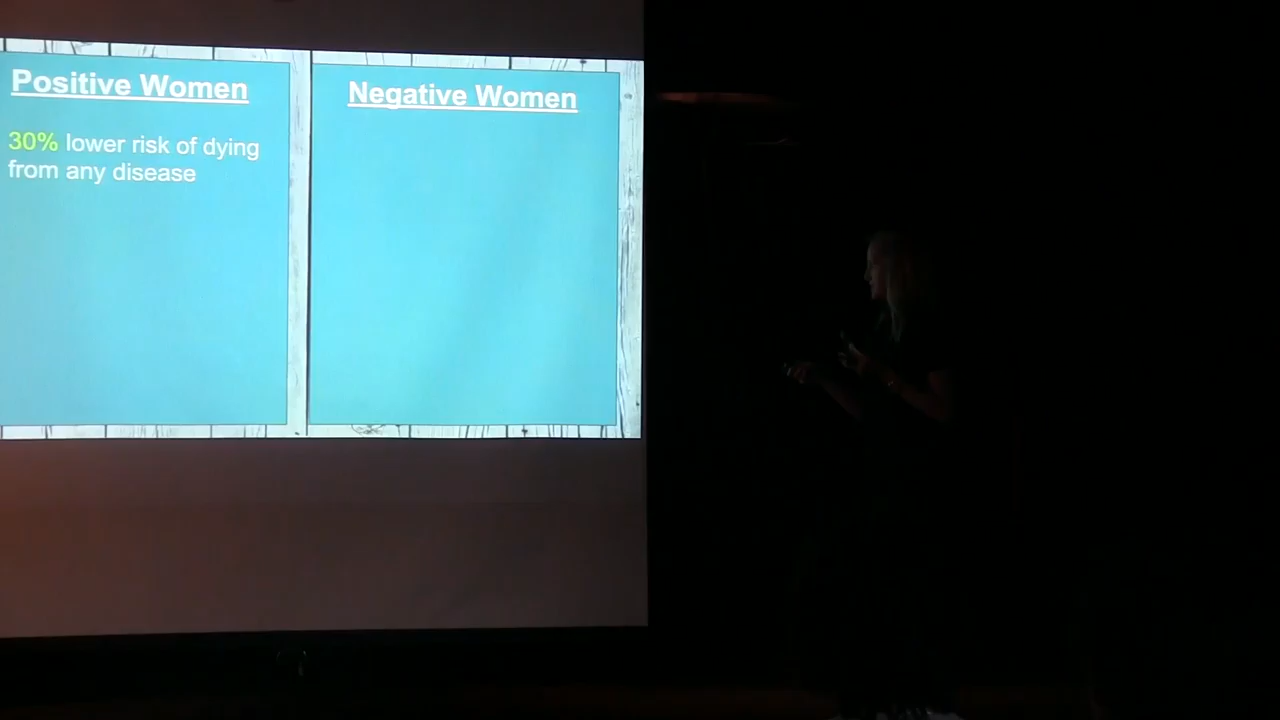 Positive Women
30% lower risk of dying
from any disease
Negative Women